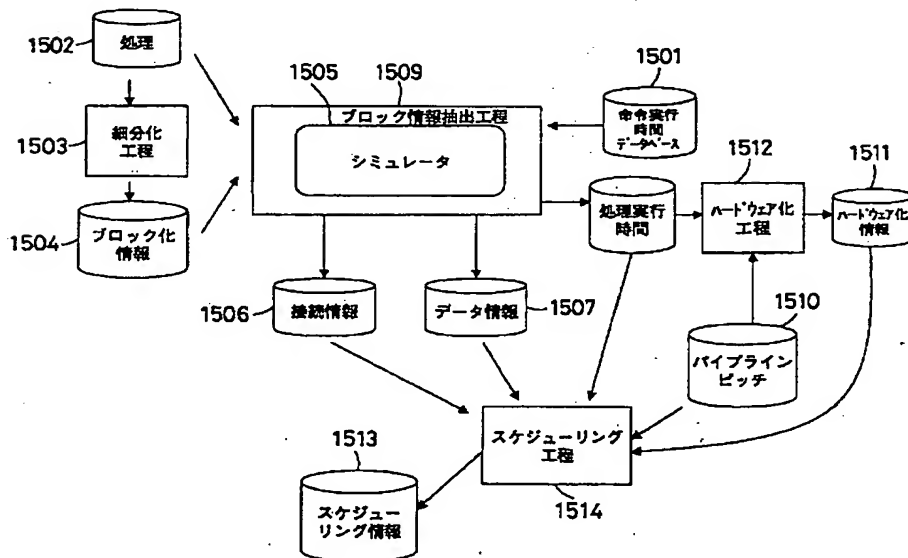 1502
処理
1503
細分化
工程
1504
ブロック化
情報
1505
1509
ブロック情報抽出工程
シミュレータ
1501
命令実行
時間
データベース
処理実行
時間
1512
ハードウェア化
工程
1511
ハードウェア化
情報
1506
接続情報
データ情報
1507
1510
パイプライン
ピッチ
スケジューリング
工程
1514
1513
スケジュー
リング情報